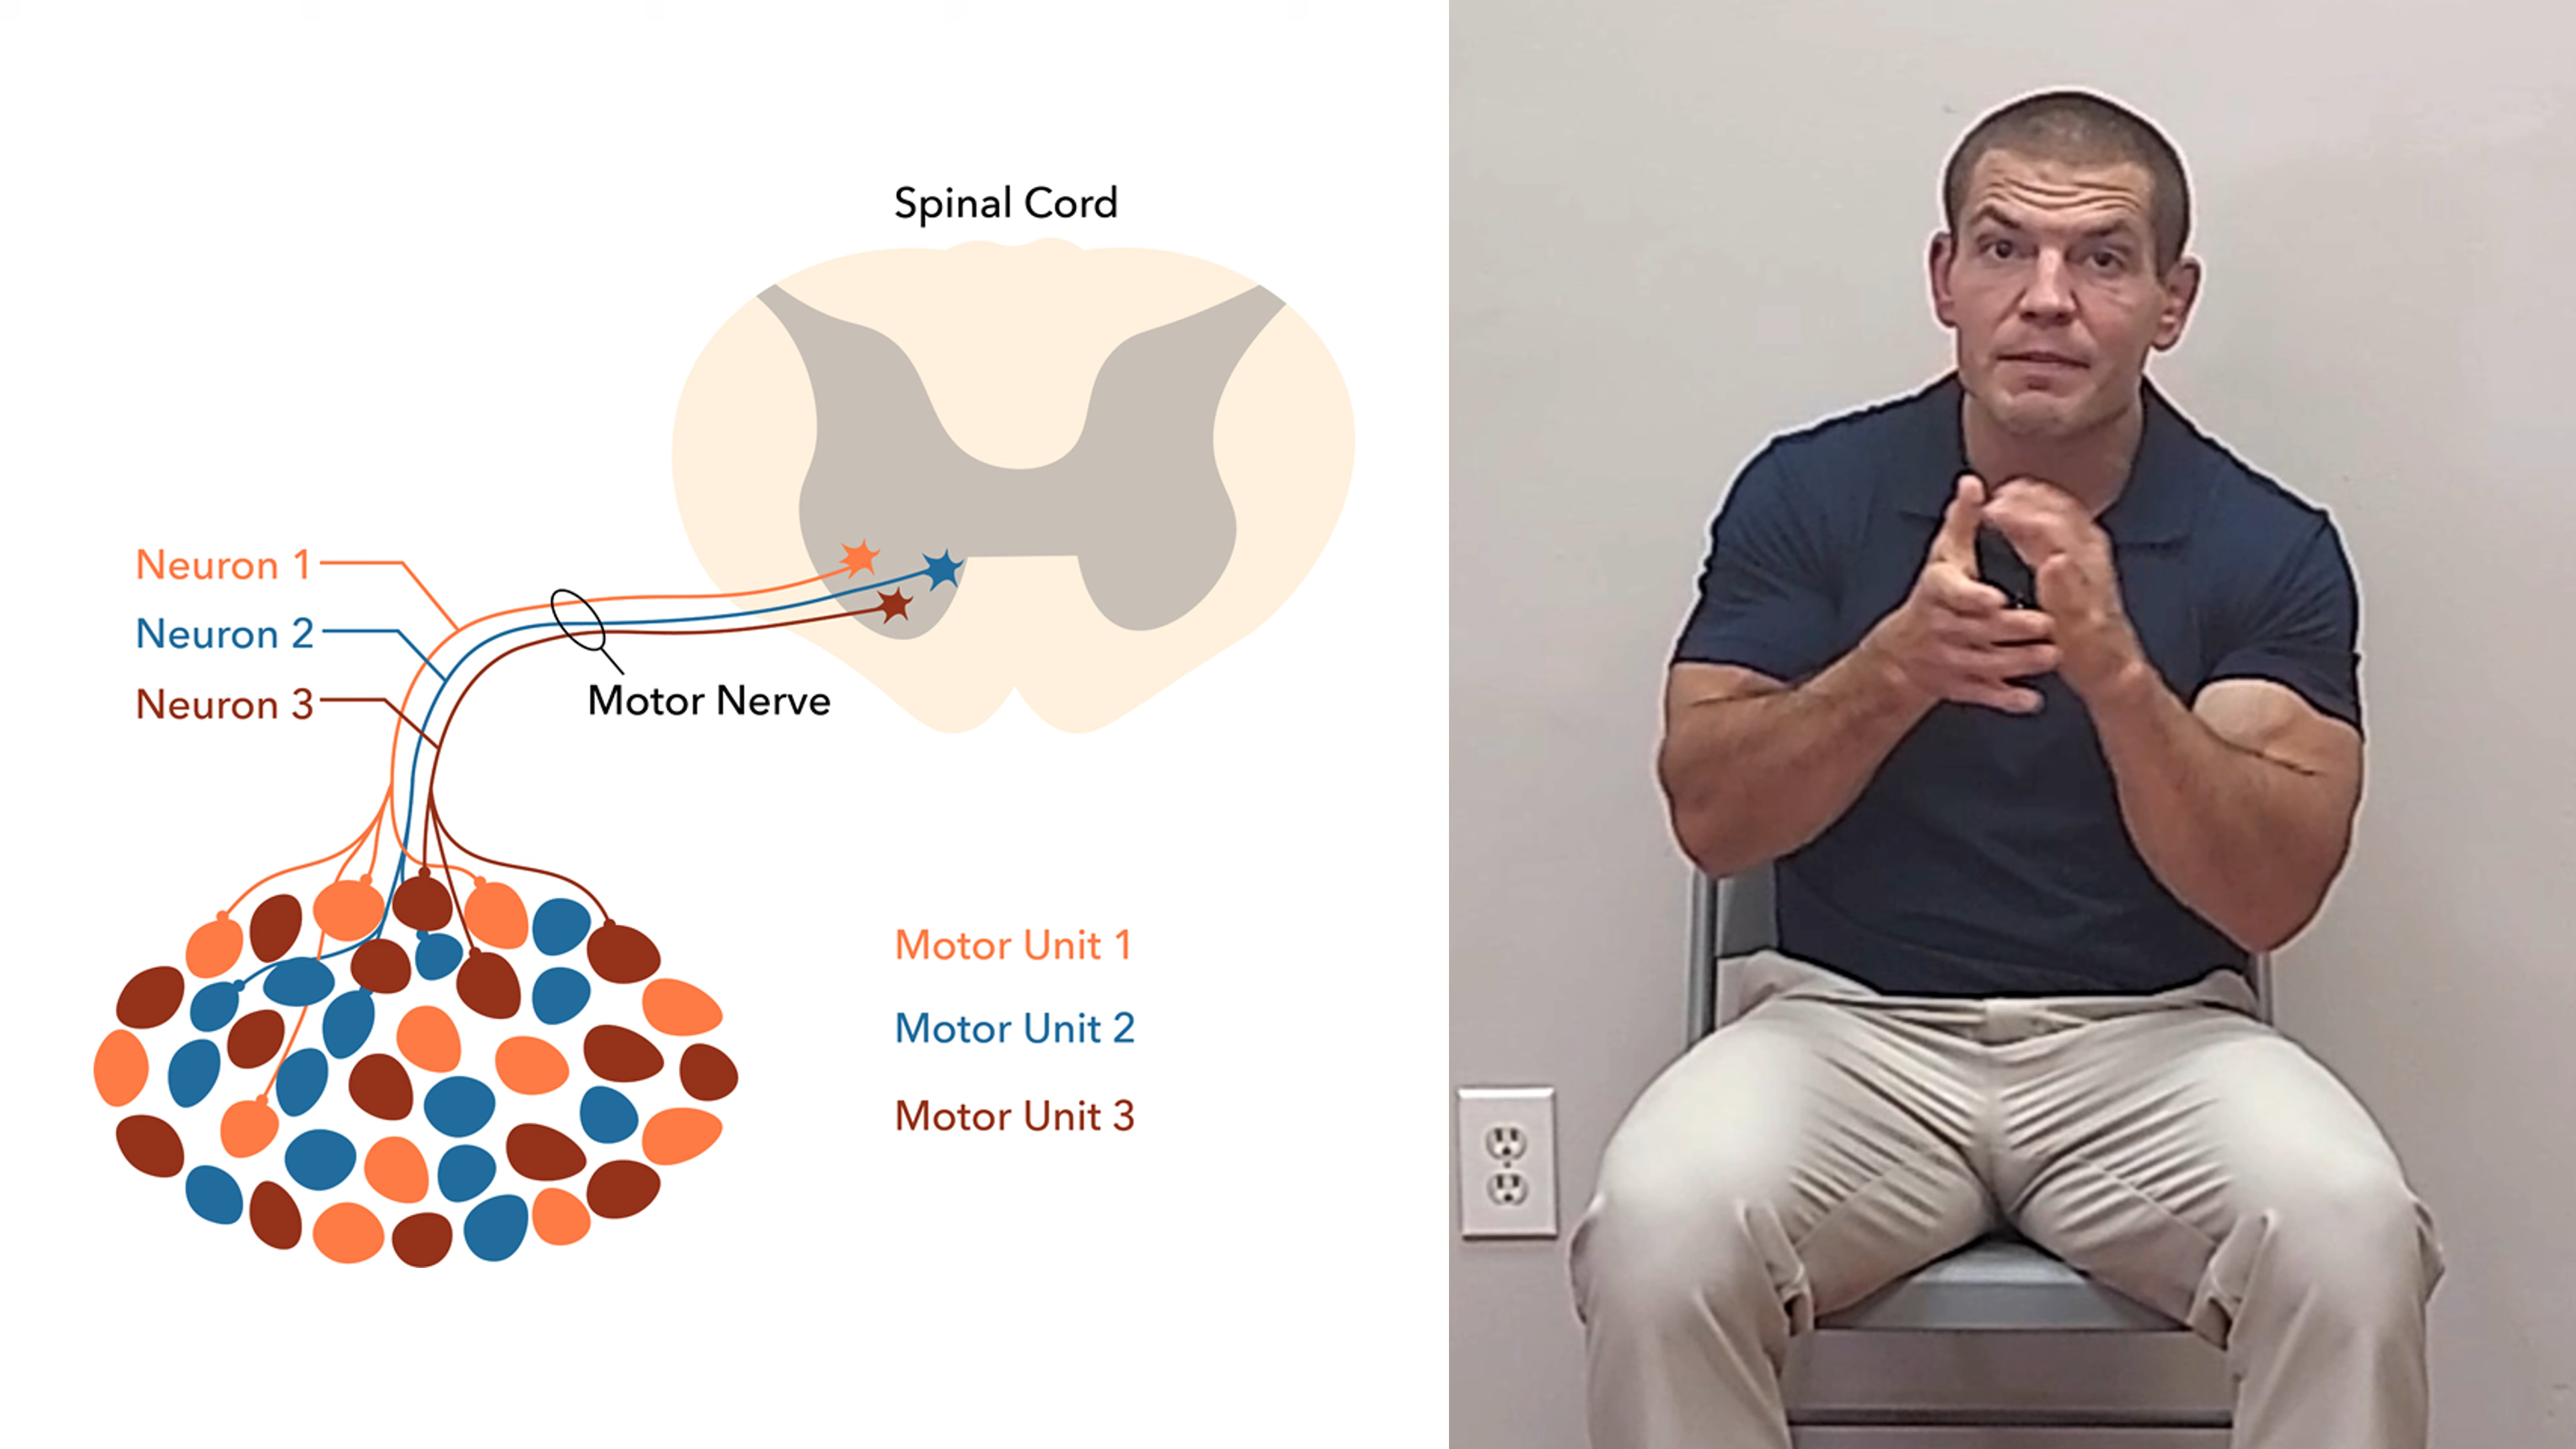 Spinal Cord
Neuron 1
Neuron 2
Neuron 3
Motor Nerve
Motor Unit 1
Motor Unit 2
Motor Unit 3